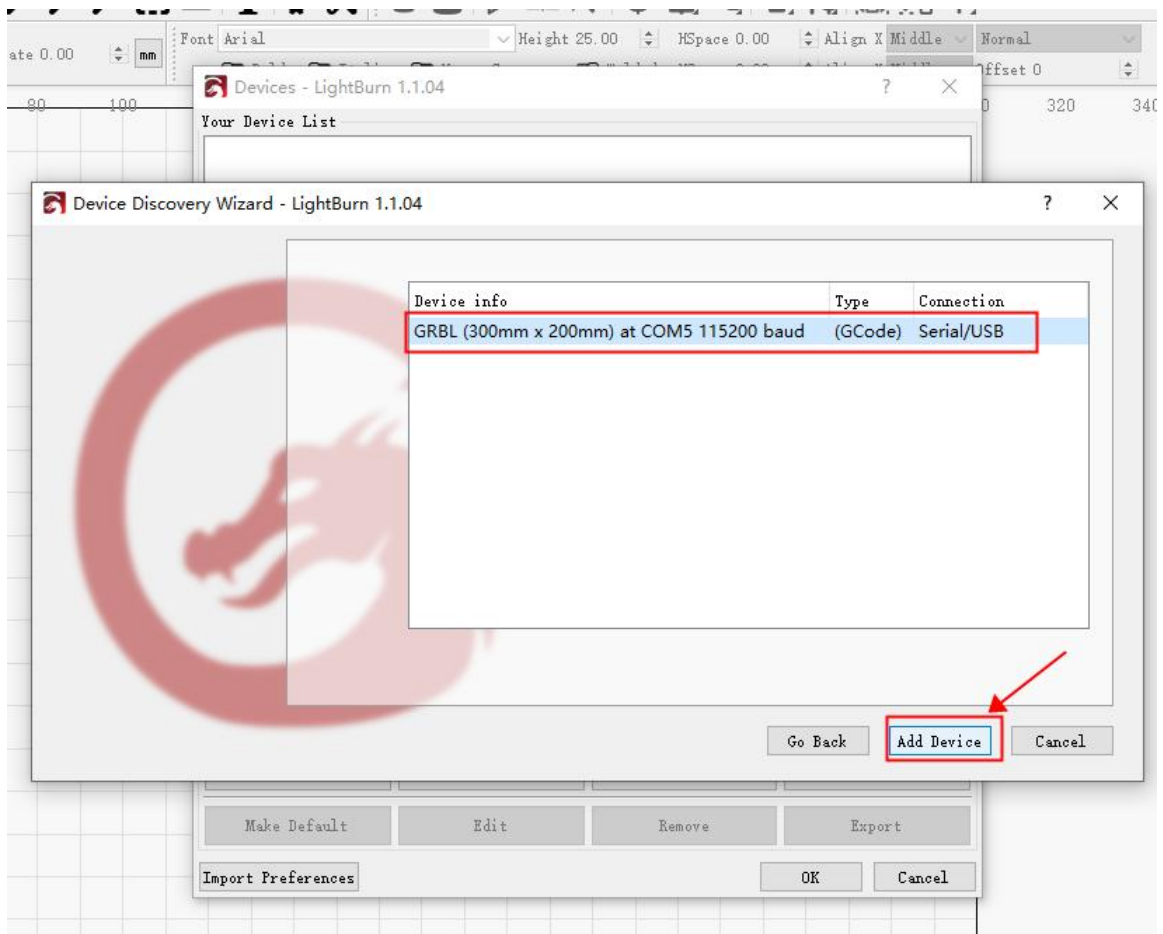 ate 0.00 mm Font Arial Height 25.00 HSpace 0.00 Align X Middle Normal
Offset 0
80 100 320 340
Devices - LightBurn 1.1.04 ? ×
Your Device List
Device Discovery Wizard - LightBurn 1.1.04 ? ×
Device info Type Connection
GRBL (300mm x 200mm) at COM5 115200 baud (GCode) Serial/USB
Go Back Add Device Cancel
Make Default Edit Remove Export
Import Preferences OK Cancel